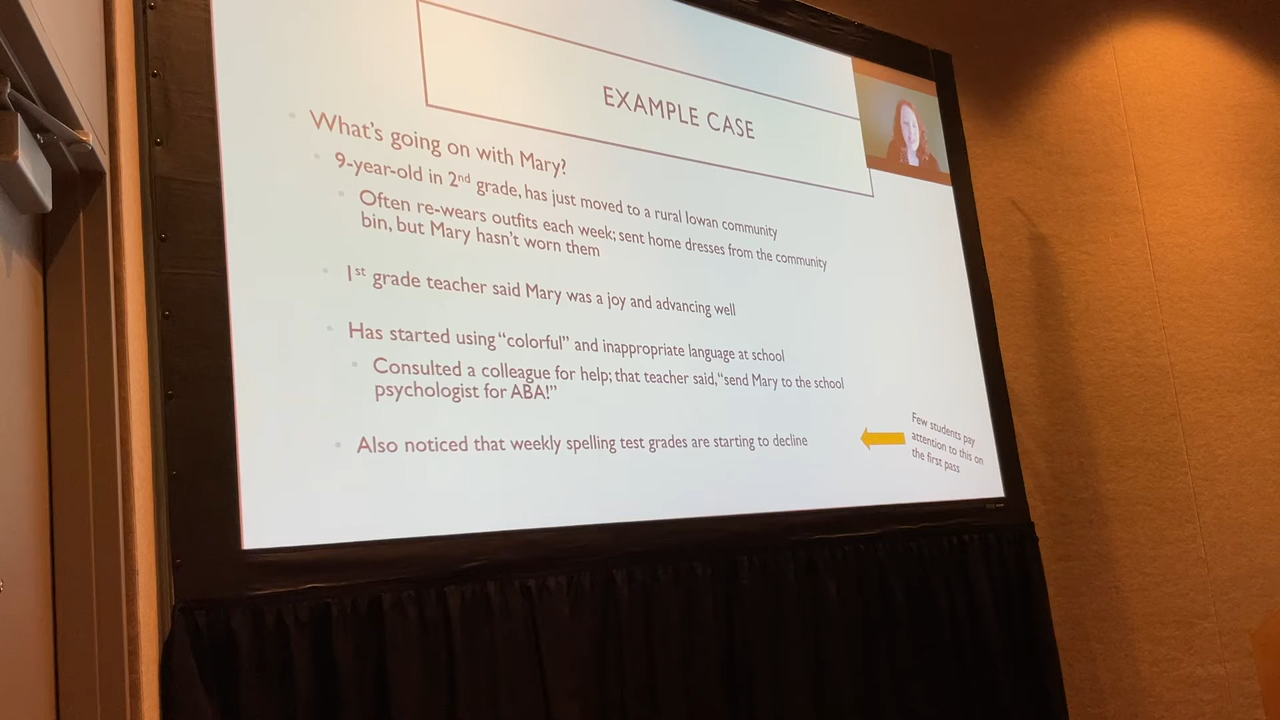 EXAMPLE CASE
What's going on with Mary?
9-year-old in 2nd grade, has just moved to a rural Iowan community
Often re-wears outfits each week; sent home dresses from the community
bin, but Mary hasn't worn them
1st grade teacher said Mary was a joy and advancing well
Has started using "colorful" and inappropriate language at school
Consulted a colleague for help; that teacher said, "send Mary to the school
psychologist for ABA!"
Also noticed that weekly spelling test grades are starting to decline
Few students pay
attention to this on
the first pass